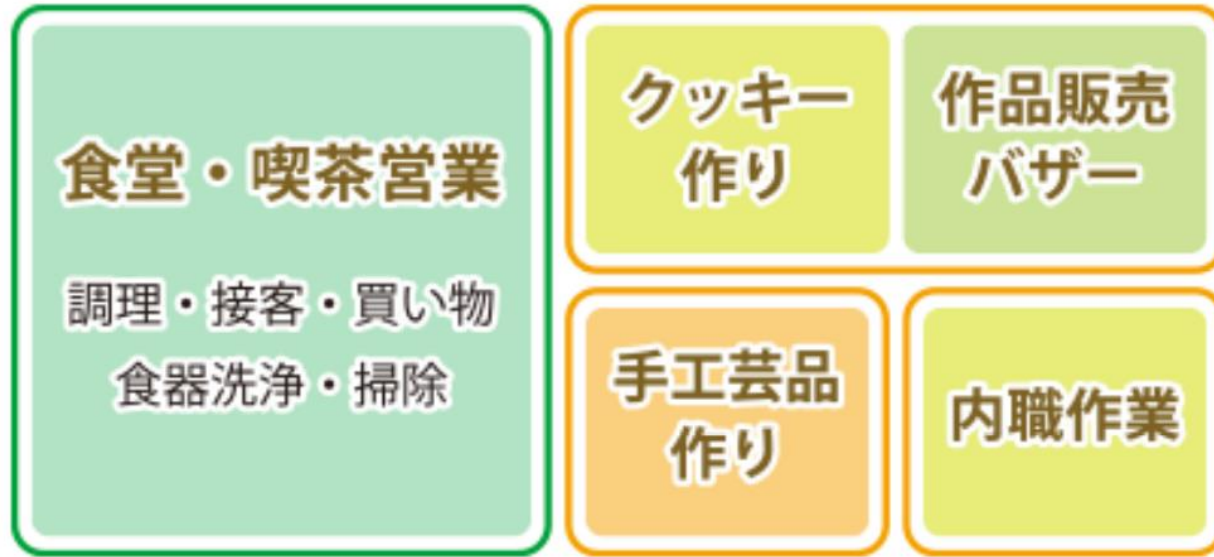 食堂・喫茶営業
調理・接客・買い物
食器洗浄・掃除
クッキー
作り
作品販売
バザー
手工芸品
作り
内職作業